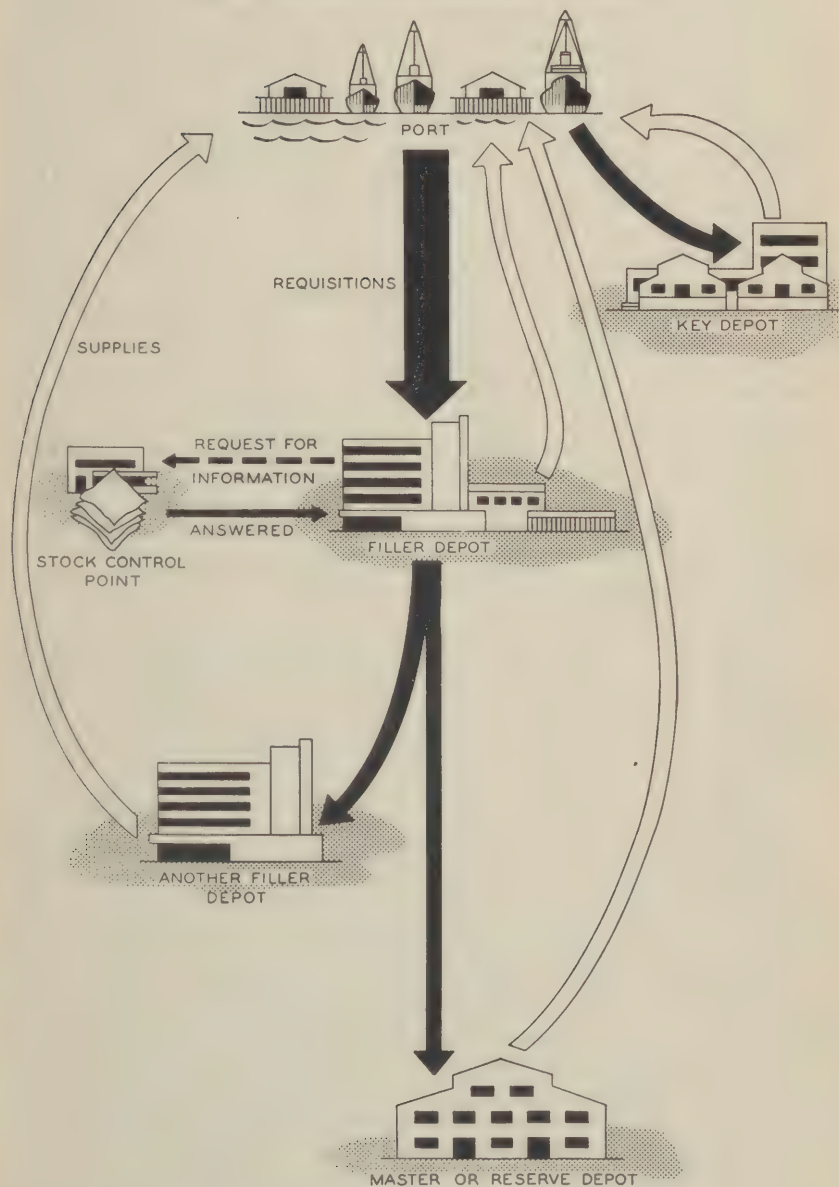 PORT
REQUISITIONS
KEY DEPOT
SUPPLIES
REQUEST FOR
INFORMATION
ANSWERED
STOCK CONTROL
POINT
FILLER DEPOT
ANOTHER FILLER
DEPOT
MASTER OR RESERVE DEPOT